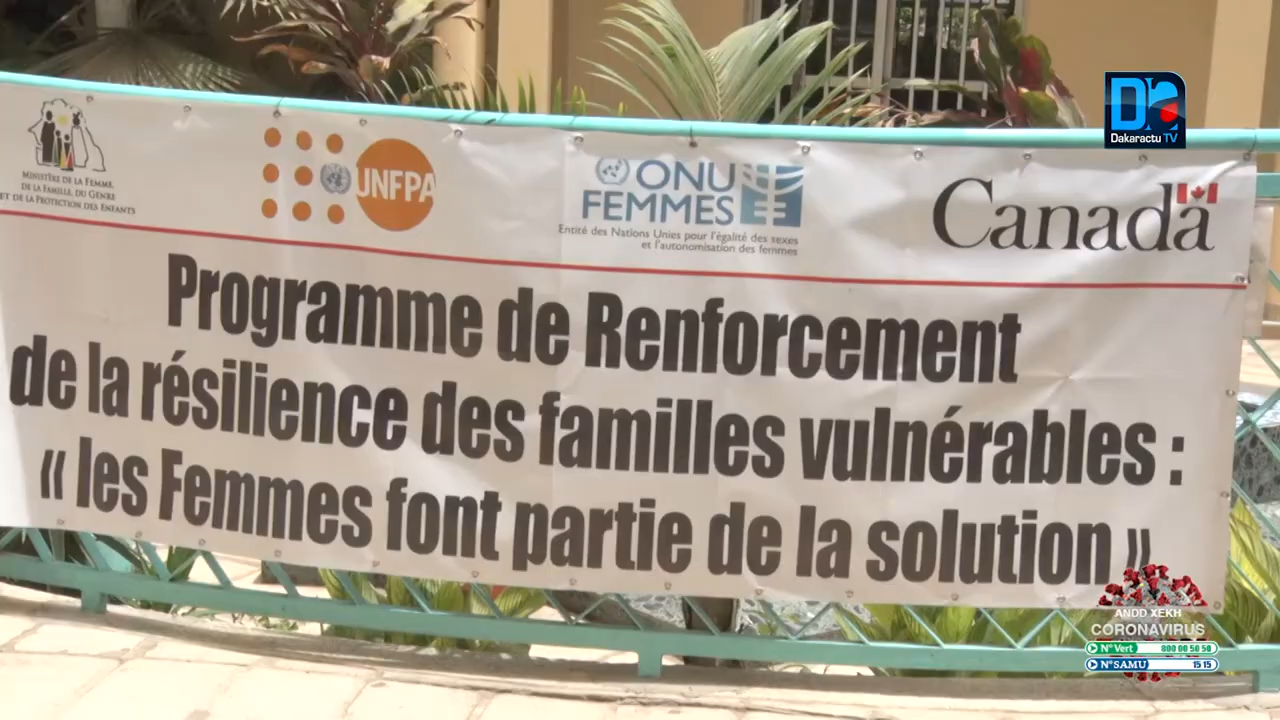 Dakaractu TV
MINISTÈRE DE LA FEMME,
DE LA FAMILLE, DU GENRE
ET DE LA PROTECTION DES ENFANTS
UNFPA
ONU
FEMMES
Entité des Nations Unies pour l'égalité des sexes
et l'autonomisation des femmes
Canada
Programme de Renforcement
de la résilience des familles vulnérables :
« les Femmes font partie de la solution »
ANDD XEKH
CORONAVIRUS
N° Vert 800 00 50 50
N° SAMU 15 15